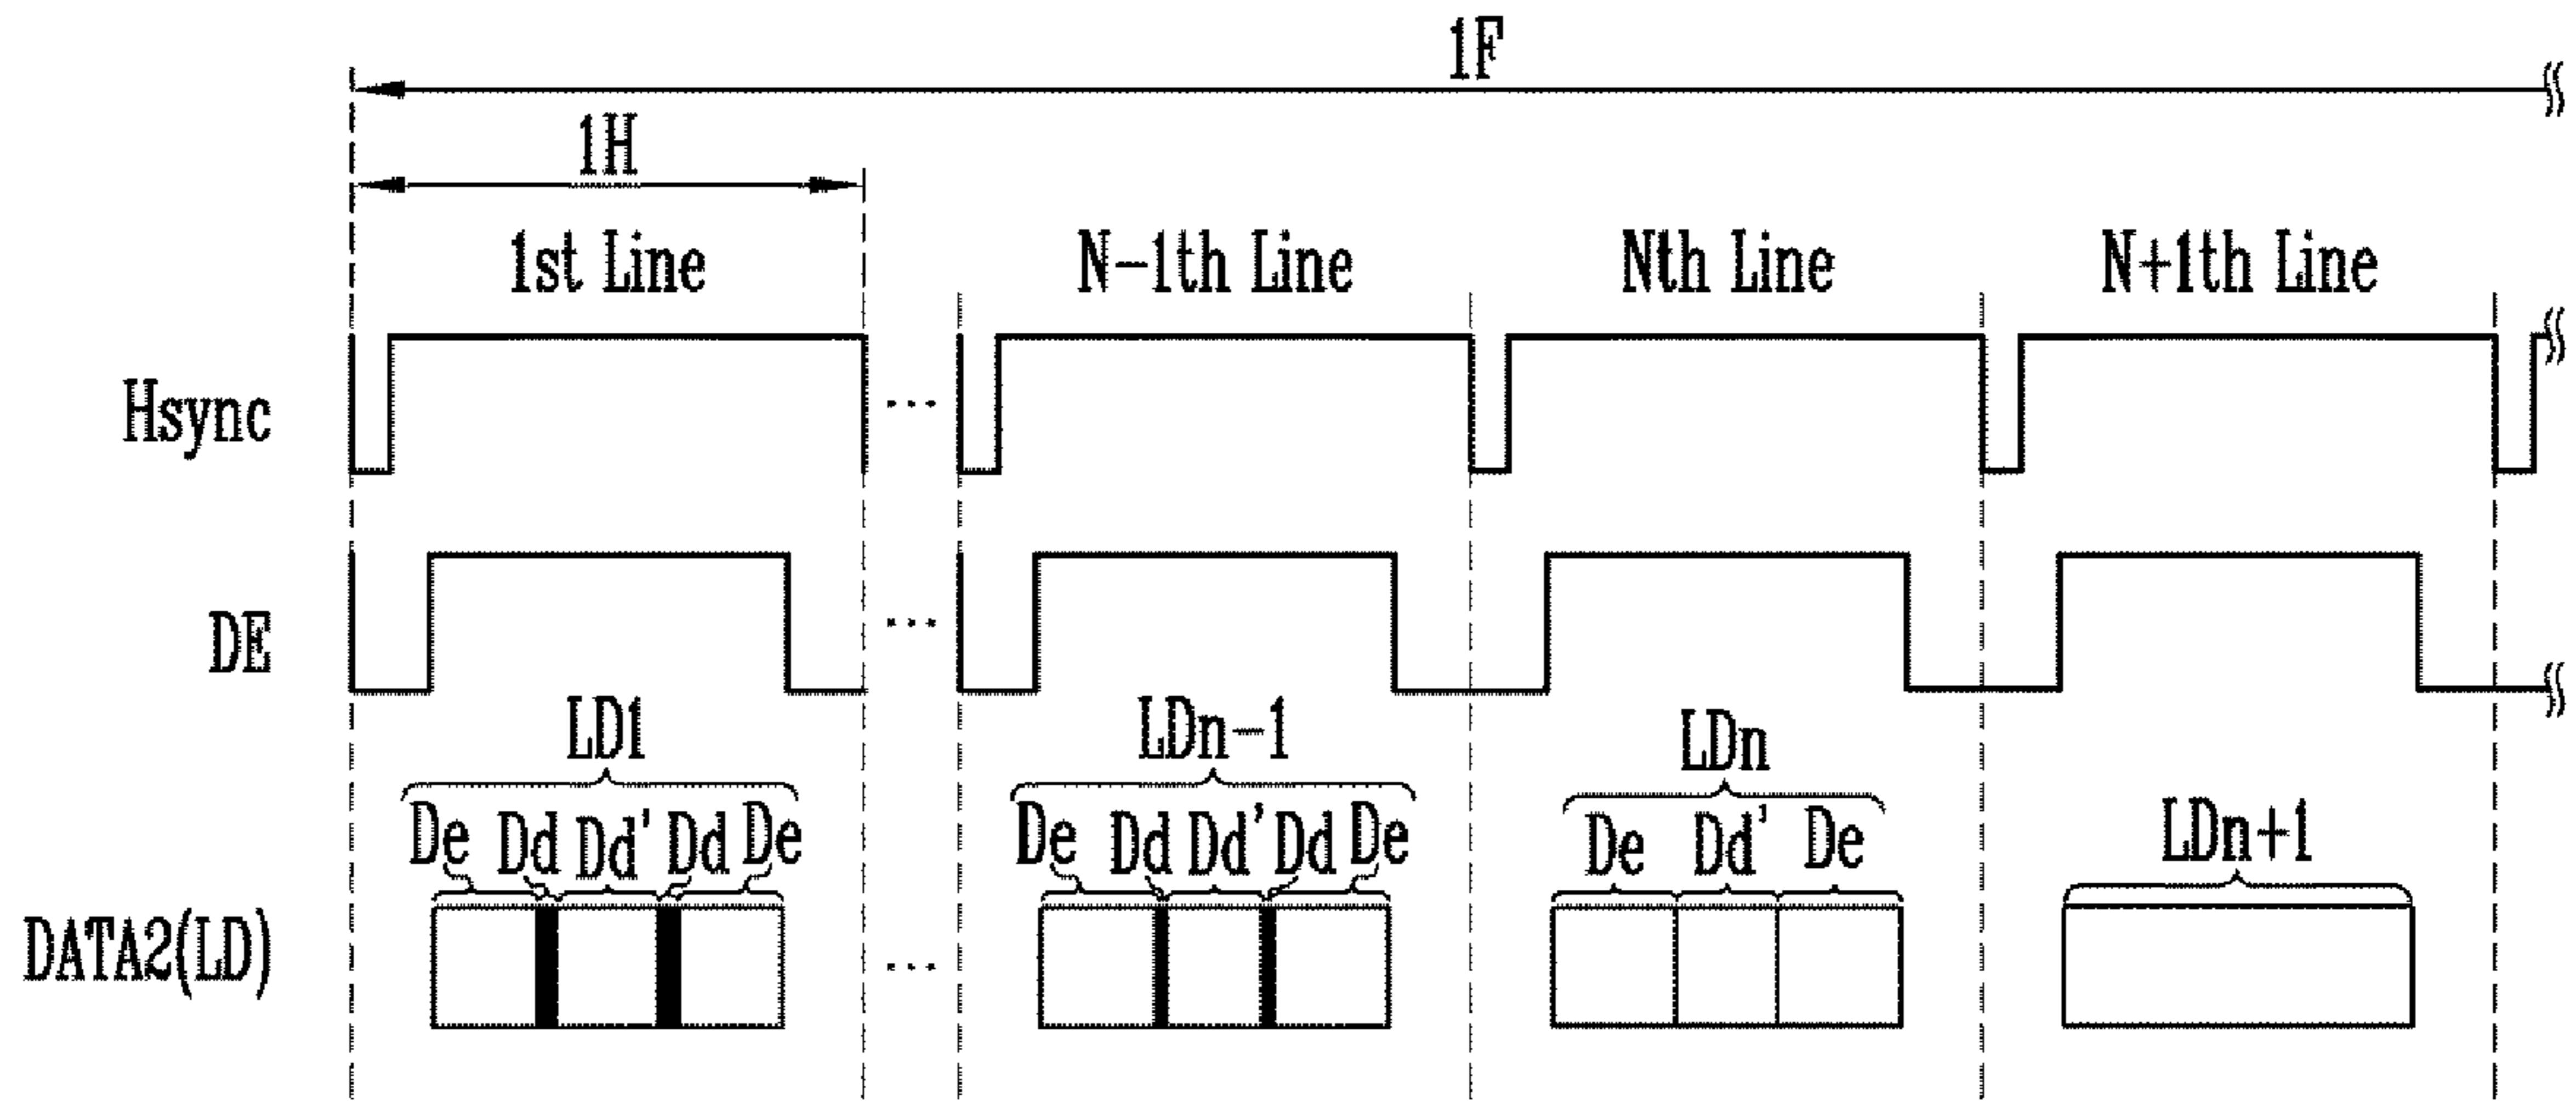 1F
1H
1st Line N-1th Line Nth Line N+1th Line
Hsync ...
DE ...
LD1 LDn-1 LDn LDn+1
De Dd Dd' Dd De De Dd Dd' Dd De De Dd' De
DATA2(LD) ...